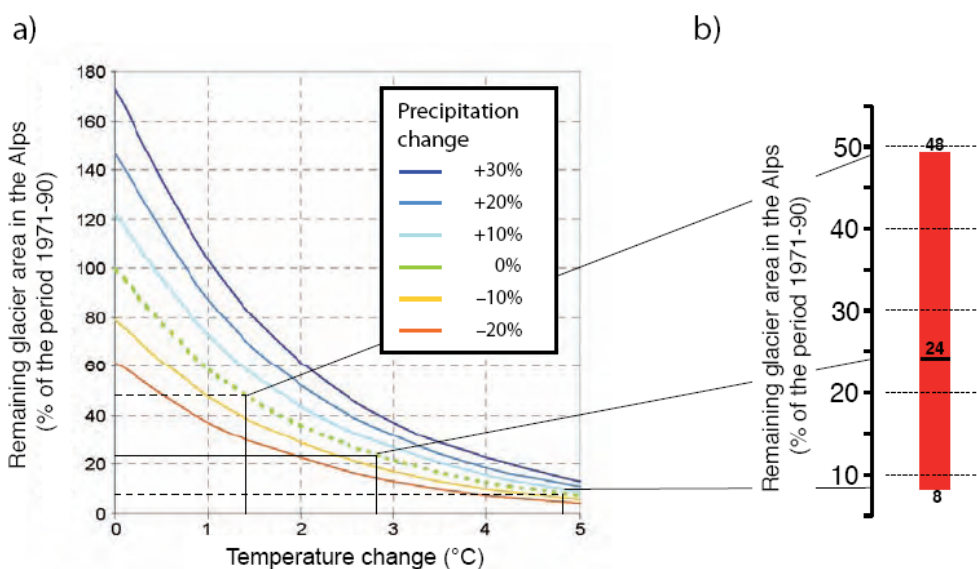 a)
b)
Remaining glacier area in the Alps
(% of the period 1971-90)
180
160
140
120
100
80
60
40
20
0
0 1 2 3 4 5
Temperature change (°C)
Precipitation
change
+30%
+20%
+10%
0%
–10%
–20%
Remaining glacier area in the Alps
(% of the period 1971-90)
50
40
30
20
10
48
24
8